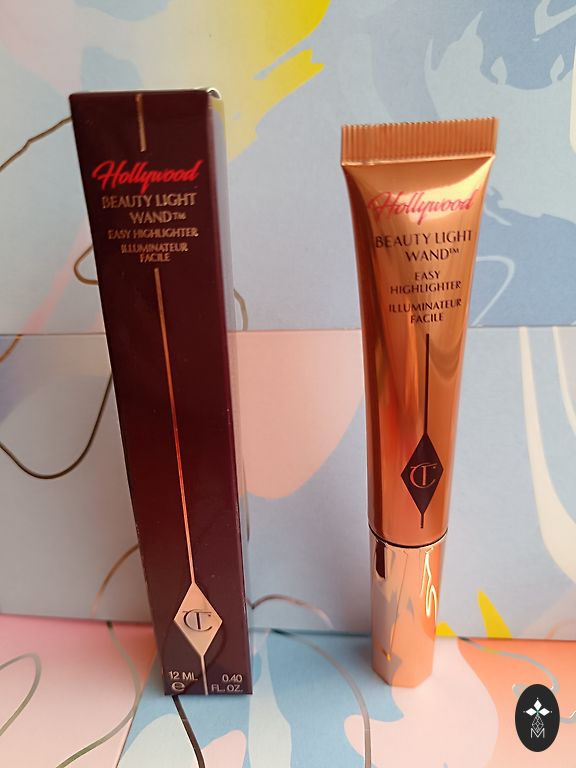 Hollywood
BEAUTY LIGHT
WAND™
EASY HIGHLIGHTER
ILLUMINATEUR
FACILE
CT
12 ML 0.40
e FL. OZ.
Hollywood
BEAUTY LIGHT
WAND™
EASY
HIGHLIGHTER
ILLUMINATEUR
FACILE
CT
M